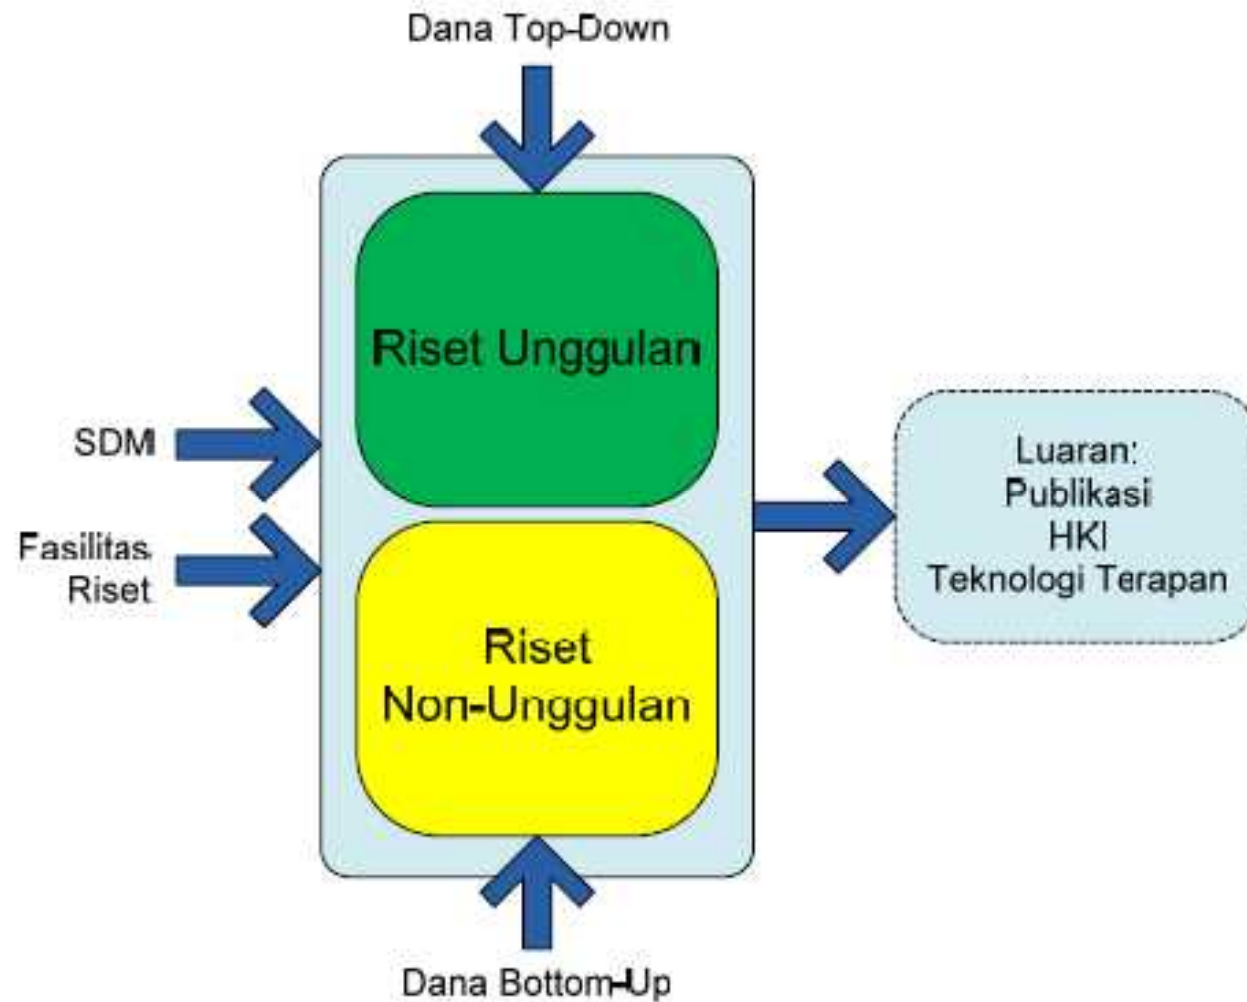 Dana Top-Down
Riset Unggulan
SDM
Fasilitas
Riset
Riset
Non-Unggulan
Luaran:
Publikasi
HKI
Teknologi Terapan
Dana Bottom-Up